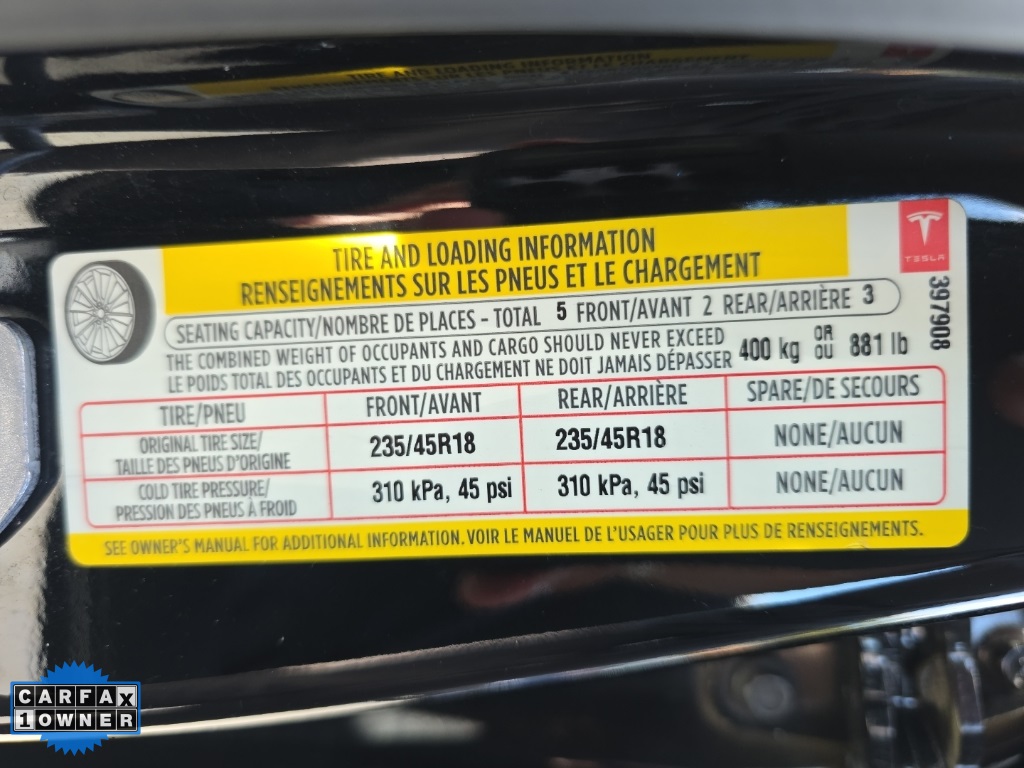 TIRE AND LOADING INFORMATION
RENSEIGNEMENTS SUR LES PNEUS ET LE CHARGEMENT
TESLA
397908
SEATING CAPACITY/NOMBRE DE PLACES - TOTAL 5 FRONT/AVANT 2 REAR/ARRIÈRE 3
THE COMBINED WEIGHT OF OCCUPANTS AND CARGO SHOULD NEVER EXCEED
LE POIDS TOTAL DES OCCUPANTS ET DU CHARGEMENT NE DOIT JAMAIS DÉPASSER
400 kg OR OU 881 lb
TIRE/PNEU FRONT/AVANT REAR/ARRIÈRE SPARE/DE SECOURS
ORIGINAL TIRE SIZE/
TAILLE DES PNEUS D'ORIGINE
235/45R18 235/45R18 NONE/AUCUN
COLD TIRE PRESSURE/
PRESSION DES PNEUS À FROID
310 kPa, 45 psi 310 kPa, 45 psi NONE/AUCUN
SEE OWNER'S MANUAL FOR ADDITIONAL INFORMATION. VOIR LE MANUEL DE L'USAGER POUR PLUS DE RENSEIGNEMENTS.
CARFAX
1 OWNER